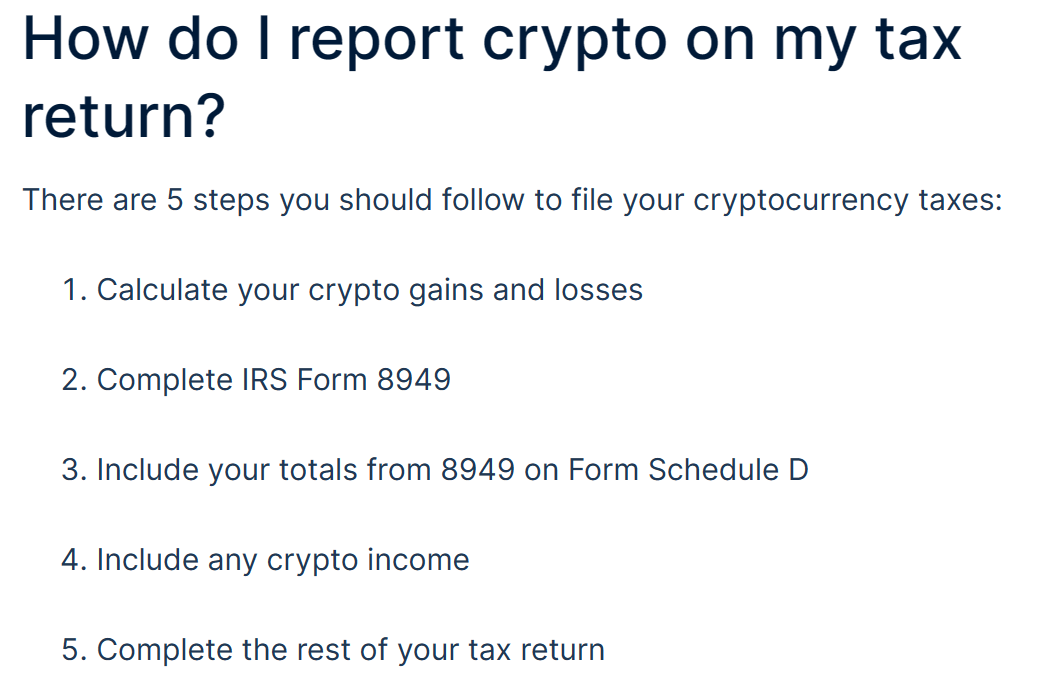 How do I report crypto on my tax
return?
There are 5 steps you should follow to file your cryptocurrency taxes:
1. Calculate your crypto gains and losses
2. Complete IRS Form 8949
3. Include your totals from 8949 on Form Schedule D
4. Include any crypto income
5. Complete the rest of your tax return